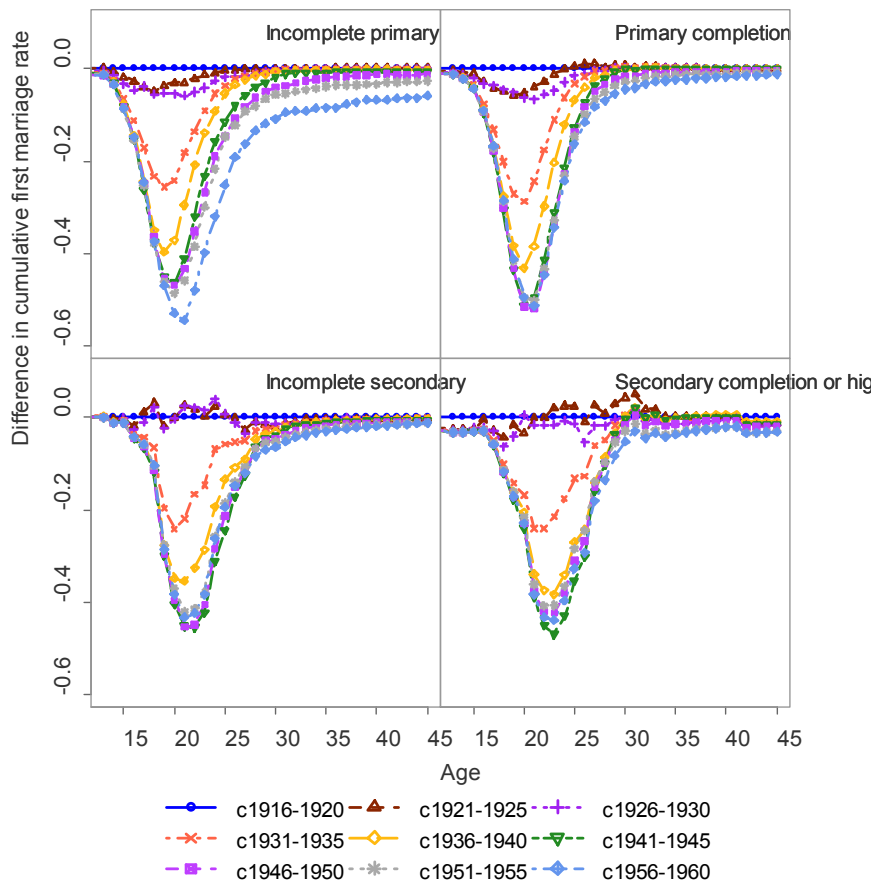 Incomplete primary
Primary completion
Difference in cumulative first marriage rate
0.0
-0.2
-0.4
-0.6
Incomplete secondary
Secondary completion or hig
0.0
-0.2
-0.4
-0.6
15 20 25 30 35 40 45 15 20 25 30 35 40 45
Age
c1916-1920 c1921-1925 c1926-1930
c1931-1935 c1936-1940 c1941-1945
c1946-1950 c1951-1955 c1956-1960